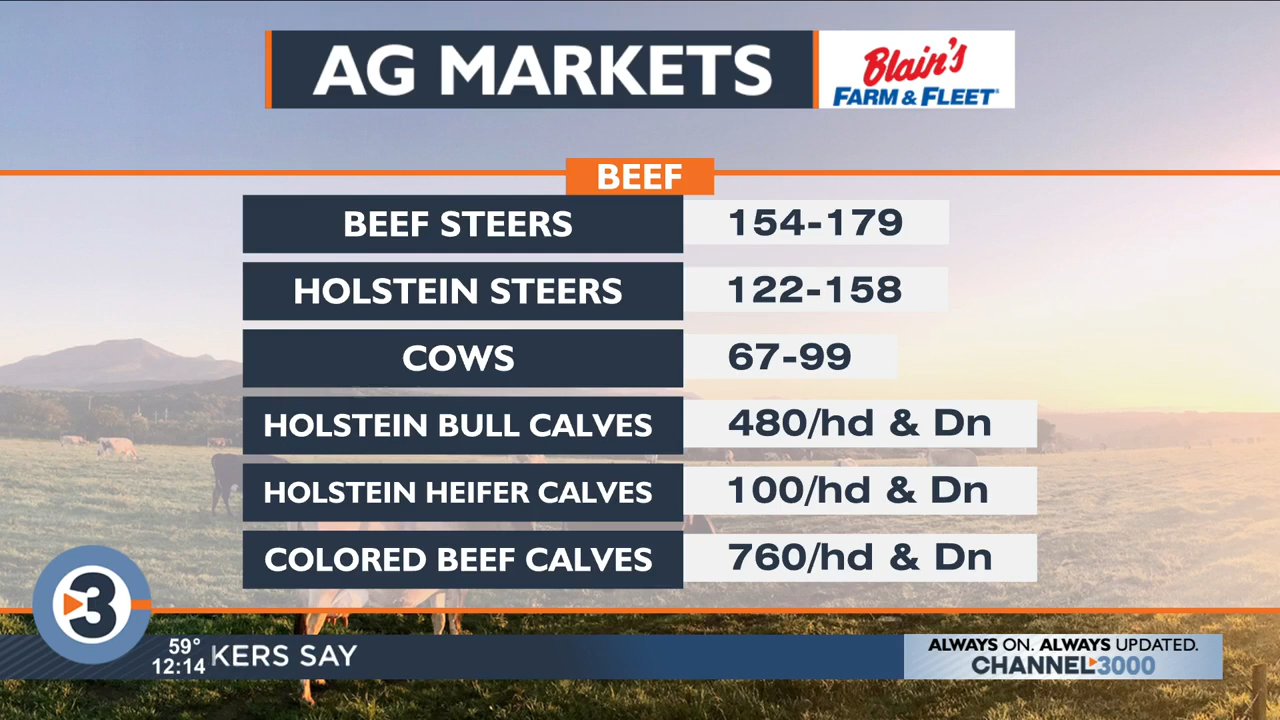 AG MARKETS
Blain's
FARM & FLEET
BEEF
BEEF STEERS 154-179
HOLSTEIN STEERS 122-158
COWS 67-99
HOLSTEIN BULL CALVES 480/hd & Dn
HOLSTEIN HEIFER CALVES 100/hd & Dn
COLORED BEEF CALVES 760/hd & Dn
3
59°
12:14
KERS SAY
ALWAYS ON. ALWAYS UPDATED.
CHANNEL3000